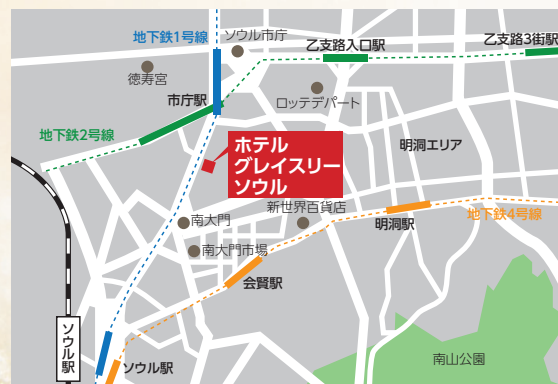 地下鉄1号線
ソウル市庁
乙支路入口駅
乙支路3街駅
徳寿宮
市庁駅
ロッテデパート
地下鉄2号線
ホテル
グレイスリー
ソウル
明洞エリア
新世界百貨店
地下鉄4号線
南大門
明洞駅
南大門市場
会賢駅
ソウル駅
ソウル駅
南山公園